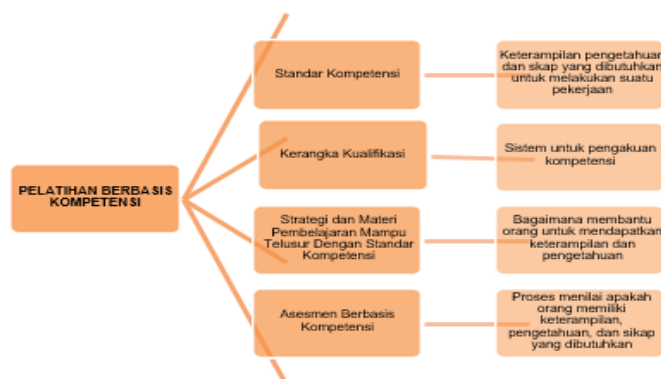 PELATIHAN BERBASIS
KOMPETENSI
Standar Kompetensi
Keterampilan pengetahuan
dan skap yang dibutuhkan
untuk melakukan suatu
pekerjaan
Kerangka Kualifikasi
Sistem untuk pengakuan
kompetensi
Strategi dan Materi
Pembelajaran Mampu
Telusur Dengan Standar
Kompetensi
Bagaimana membantu
orang untuk mendapatkan
keterampilan dan
pengetahuan
Asesmen Berbasis
Kompetensi
Proses menilai apakah
orang memiliki
keterampilan,
pengetahuan, dan sikap
yang dibutuhkan